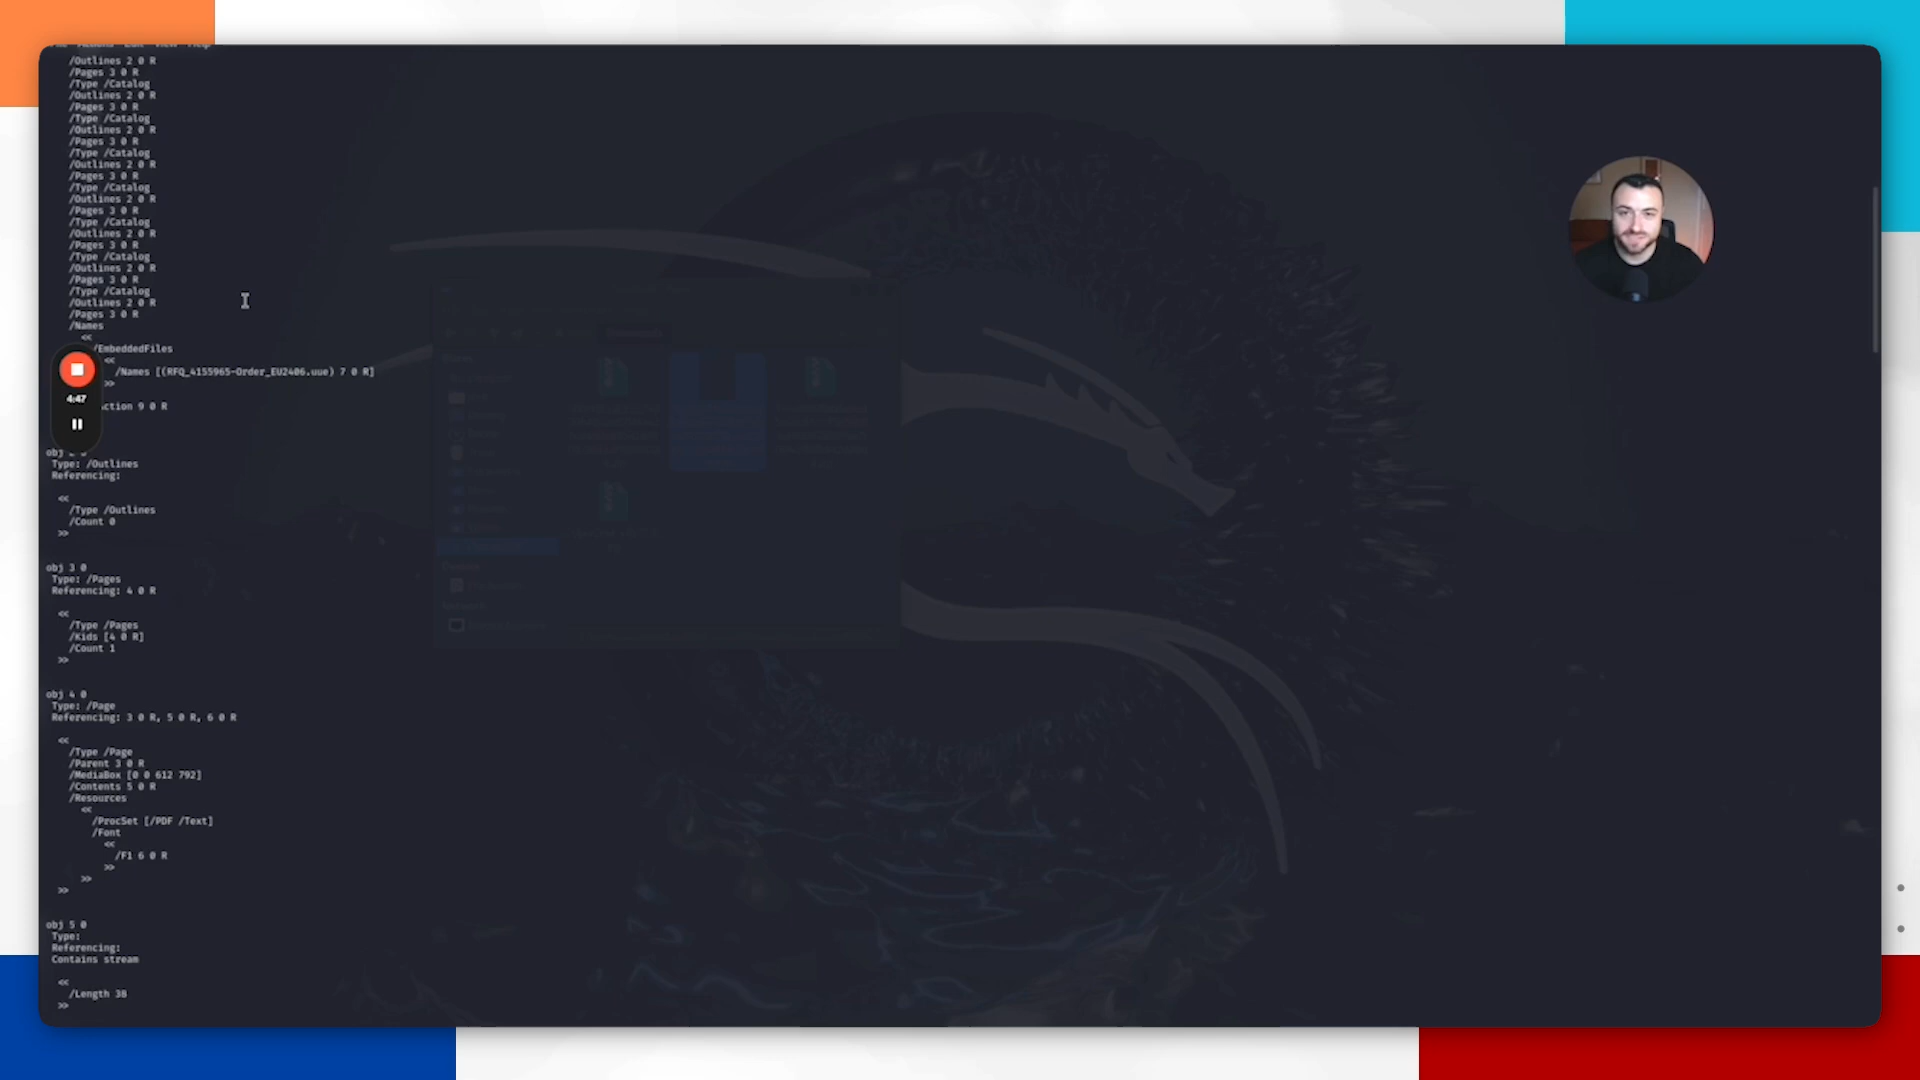 /Outlines 2 0 R
/Pages 3 0 R
/Type /Catalog
/Outlines 2 0 R
/Pages 3 0 R
/Type /Catalog
/Outlines 2 0 R
/Pages 3 0 R
/Type /Catalog
/Outlines 2 0 R
/Pages 3 0 R
/Type /Catalog
/Outlines 2 0 R
/Pages 3 0 R
/Type /Catalog
/Outlines 2 0 R
/Pages 3 0 R
/Type /Catalog
/Outlines 2 0 R
/Pages 3 0 R
/Type /Catalog
/Outlines 2 0 R
/Pages 3 0 R
/Names
<<
/EmbeddedFiles
<<
/Names [(RFQ_4155965-Order_EU2406.uue) 7 0 R]
>>
4:47
ction 9 0 R
obj
Type: /Outlines
Referencing:
<<
/Type /Outlines
/Count 0
>>
obj 3 0
Type: /Pages
Referencing: 4 0 R
<<
/Type /Pages
/Kids [4 0 R]
/Count 1
>>
obj 4 0
Type: /Page
Referencing: 3 0 R, 5 0 R, 6 0 R
<<
/Type /Page
/Parent 3 0 R
/MediaBox [0 0 612 792]
/Contents 5 0 R
/Resources
<<
/ProcSet [/PDF /Text]
/Font
<<
/F1 6 0 R
>>
>>
>>
obj 5 0
Type:
Referencing:
Contains stream
<<
/Length 38
>>